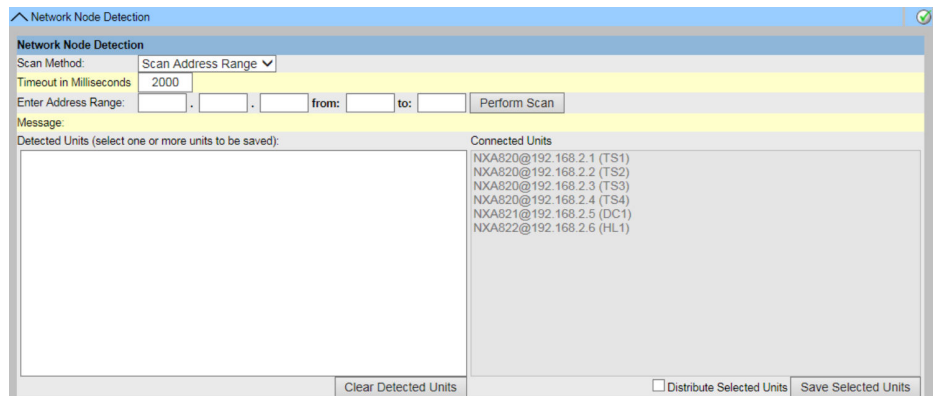 Network Node Detection
Network Node Detection
Scan Method: Scan Address Range
Timeout in Milliseconds 2000
Enter Address Range: . . from: to: Perform Scan
Message:
Detected Units (select one or more units to be saved): Connected Units
NXA820@192.168.2.1 (TS1)
NXA820@192.168.2.2 (TS2)
NXA820@192.168.2.3 (TS3)
NXA820@192.168.2.4 (TS4)
NXA821@192.168.2.5 (DC1)
NXA822@192.168.2.6 (HL1)
Clear Detected Units Distribute Selected Units Save Selected Units